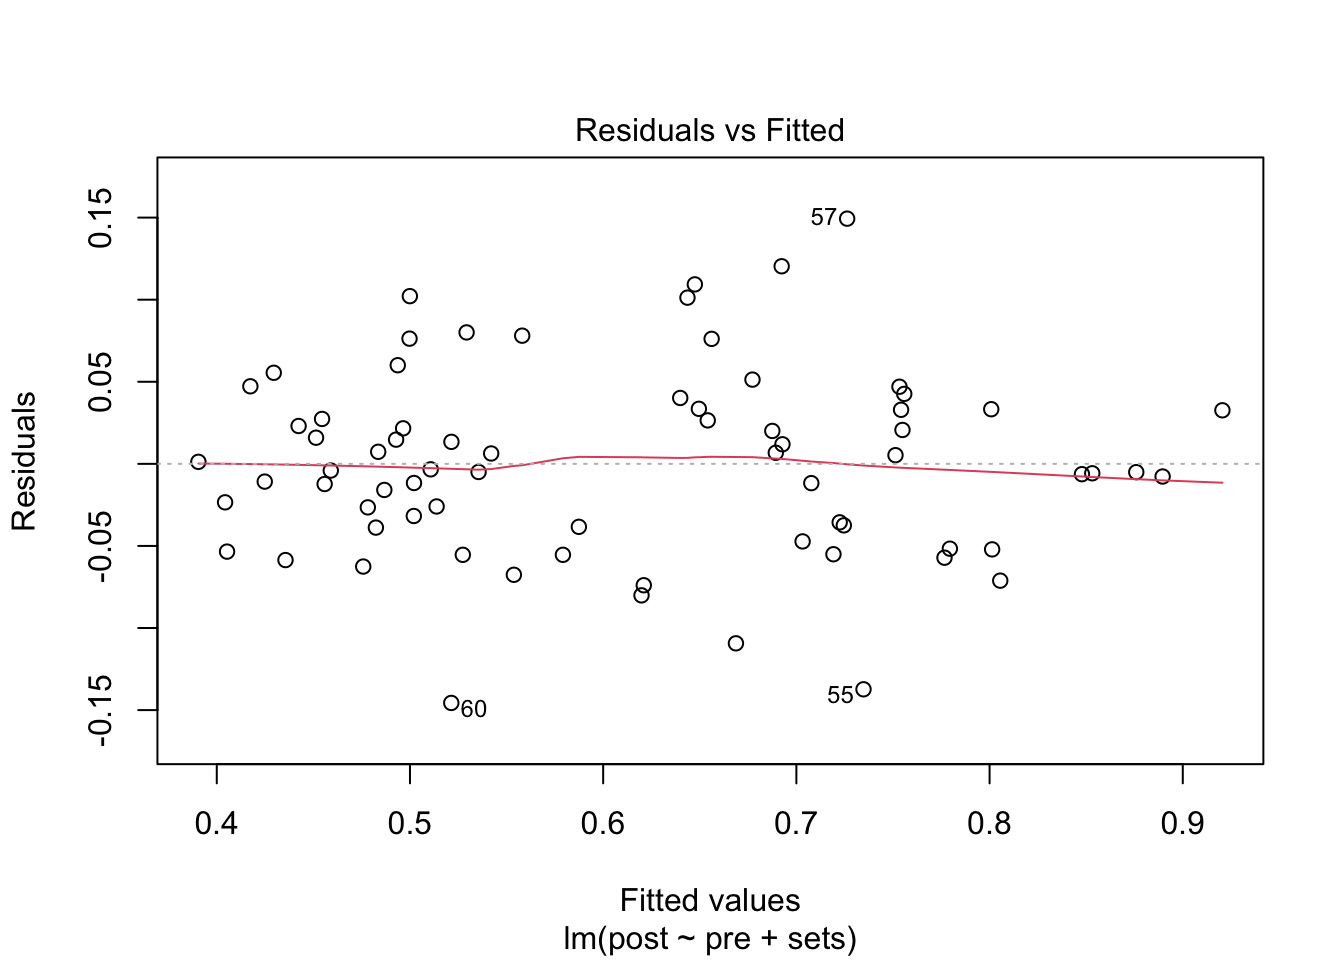 Residuals vs Fitted
Residuals
0.15
0.05
-0.05
-0.15
57
55
60
0.4 0.5 0.6 0.7 0.8 0.9
Fitted values
lm(post ~ pre + sets)